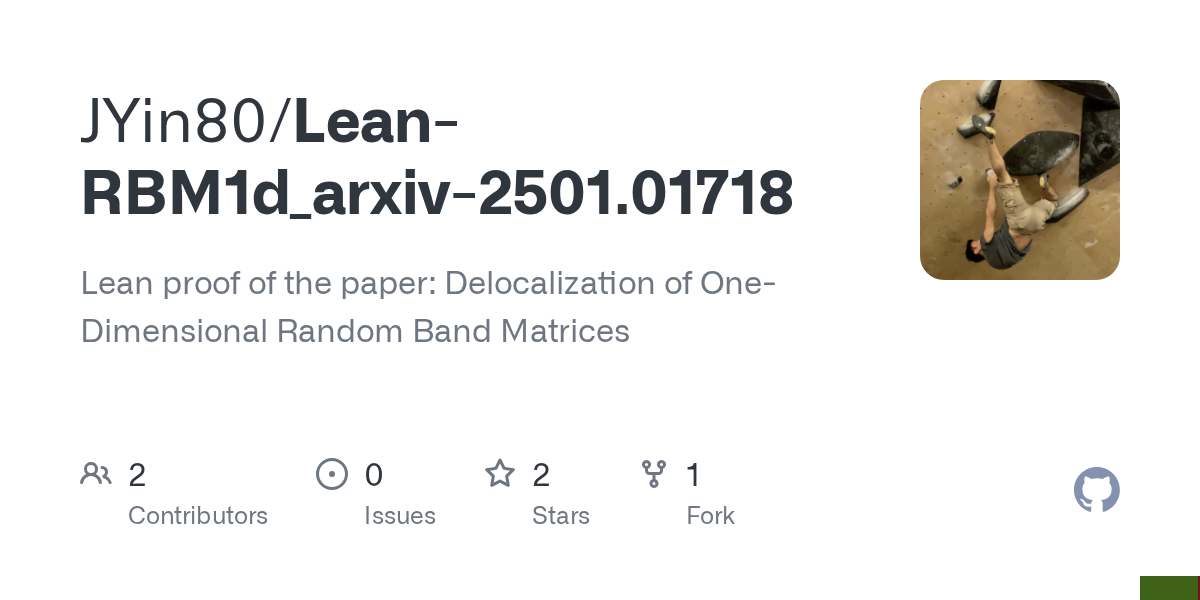 JYin80/Lean-
RBM1d_arxiv-2501.01718
Lean proof of the paper: Delocalization of One-
Dimensional Random Band Matrices
2
Contributors
0
Issues
2
Stars
1
Fork